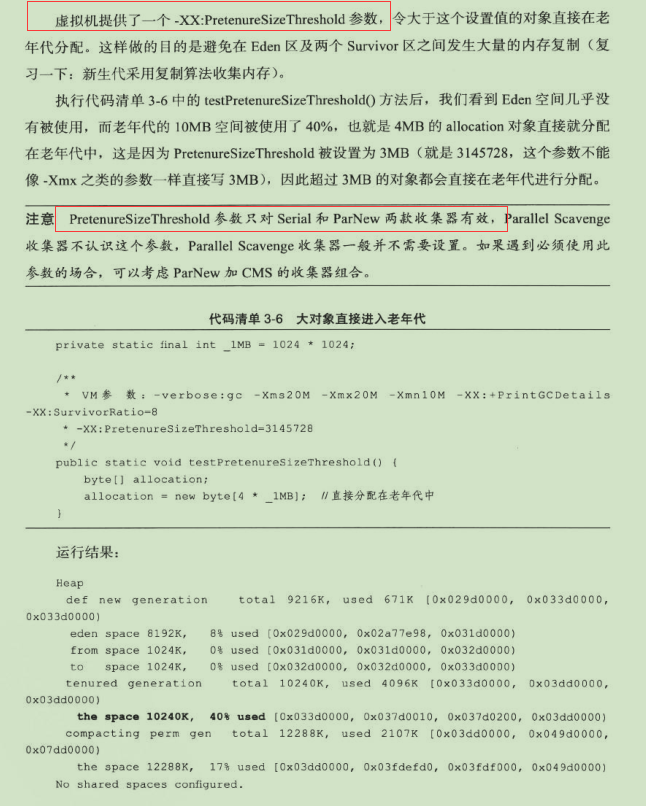 虚拟机提供了一个 -XX:PretenureSizeThreshold 参数，令大于这个设置值的对象直接在老
年代分配。这样做的目的是避免在 Eden 区及两个 Survivor 区之间发生大量的内存复制（复
习一下：新生代采用复制算法收集内存）。
执行代码清单 3-6 中的 testPretenureSizeThreshold() 方法后，我们看到 Eden 空间几乎没
有被使用，而老年代的 10MB 空间被使用了 40%，也就是 4MB 的 allocation 对象直接就分配
在老年代中，这是因为 PretenureSizeThreshold 被设置为 3MB（就是 3145728，这个参数不能
像 -Xmx 之类的参数一样直接写 3MB），因此超过 3MB 的对象都会直接在老年代进行分配。
注意 PretenureSizeThreshold 参数只对 Serial 和 ParNew 两款收集器有效，Parallel Scavenge
收集器不认识这个参数，Parallel Scavenge 收集器一般并不需要设置。如果遇到必须使用此
参数的场合，可以考虑 ParNew 加 CMS 的收集器组合。
代码清单 3-6 大对象直接进入老年代
private static final int _1MB = 1024 * 1024;
/**
* VM 参 数 ：-verbose:gc -Xms20M -Xmx20M -Xmn10M -XX:+PrintGCDetails
-XX:SurvivorRatio=8
* -XX:PretenureSizeThreshold=3145728
*/
public static void testPretenureSizeThreshold() {
byte[] allocation;
allocation = new byte[4 * _1MB]; //直接分配在老年代中
}
运行结果：
Heap
def new generation total 9216K, used 671K [0x029d0000, 0x033d0000,
0x033d0000)
eden space 8192K, 8% used [0x029d0000, 0x02a77e98, 0x031d0000)
from space 1024K, 0% used [0x031d0000, 0x031d0000, 0x032d0000)
to space 1024K, 0% used [0x032d0000, 0x032d0000, 0x033d0000)
tenured generation total 10240K, used 4096K [0x033d0000, 0x03dd0000,
0x03dd0000)
the space 10240K, 40% used [0x033d0000, 0x037d0010, 0x037d0200, 0x03dd0000)
compacting perm gen total 12288K, used 2107K [0x03dd0000, 0x049d0000,
0x07dd0000)
the space 12288K, 17% used [0x03dd0000, 0x03fdefd0, 0x03fdf000, 0x049d0000)
No shared spaces configured.